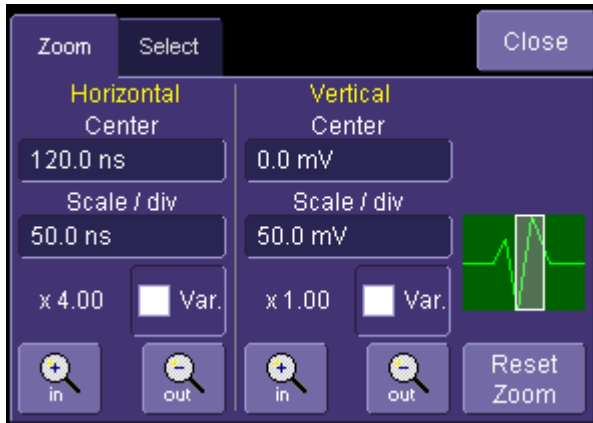 Zoom Select Close
Horizontal Vertical
Center Center
120.0 ns 0.0 mV
Scale / div Scale / div
50.0 ns 50.0 mV
x 4.00 Var. x 1.00 Var.
in out in out
Reset
Zoom